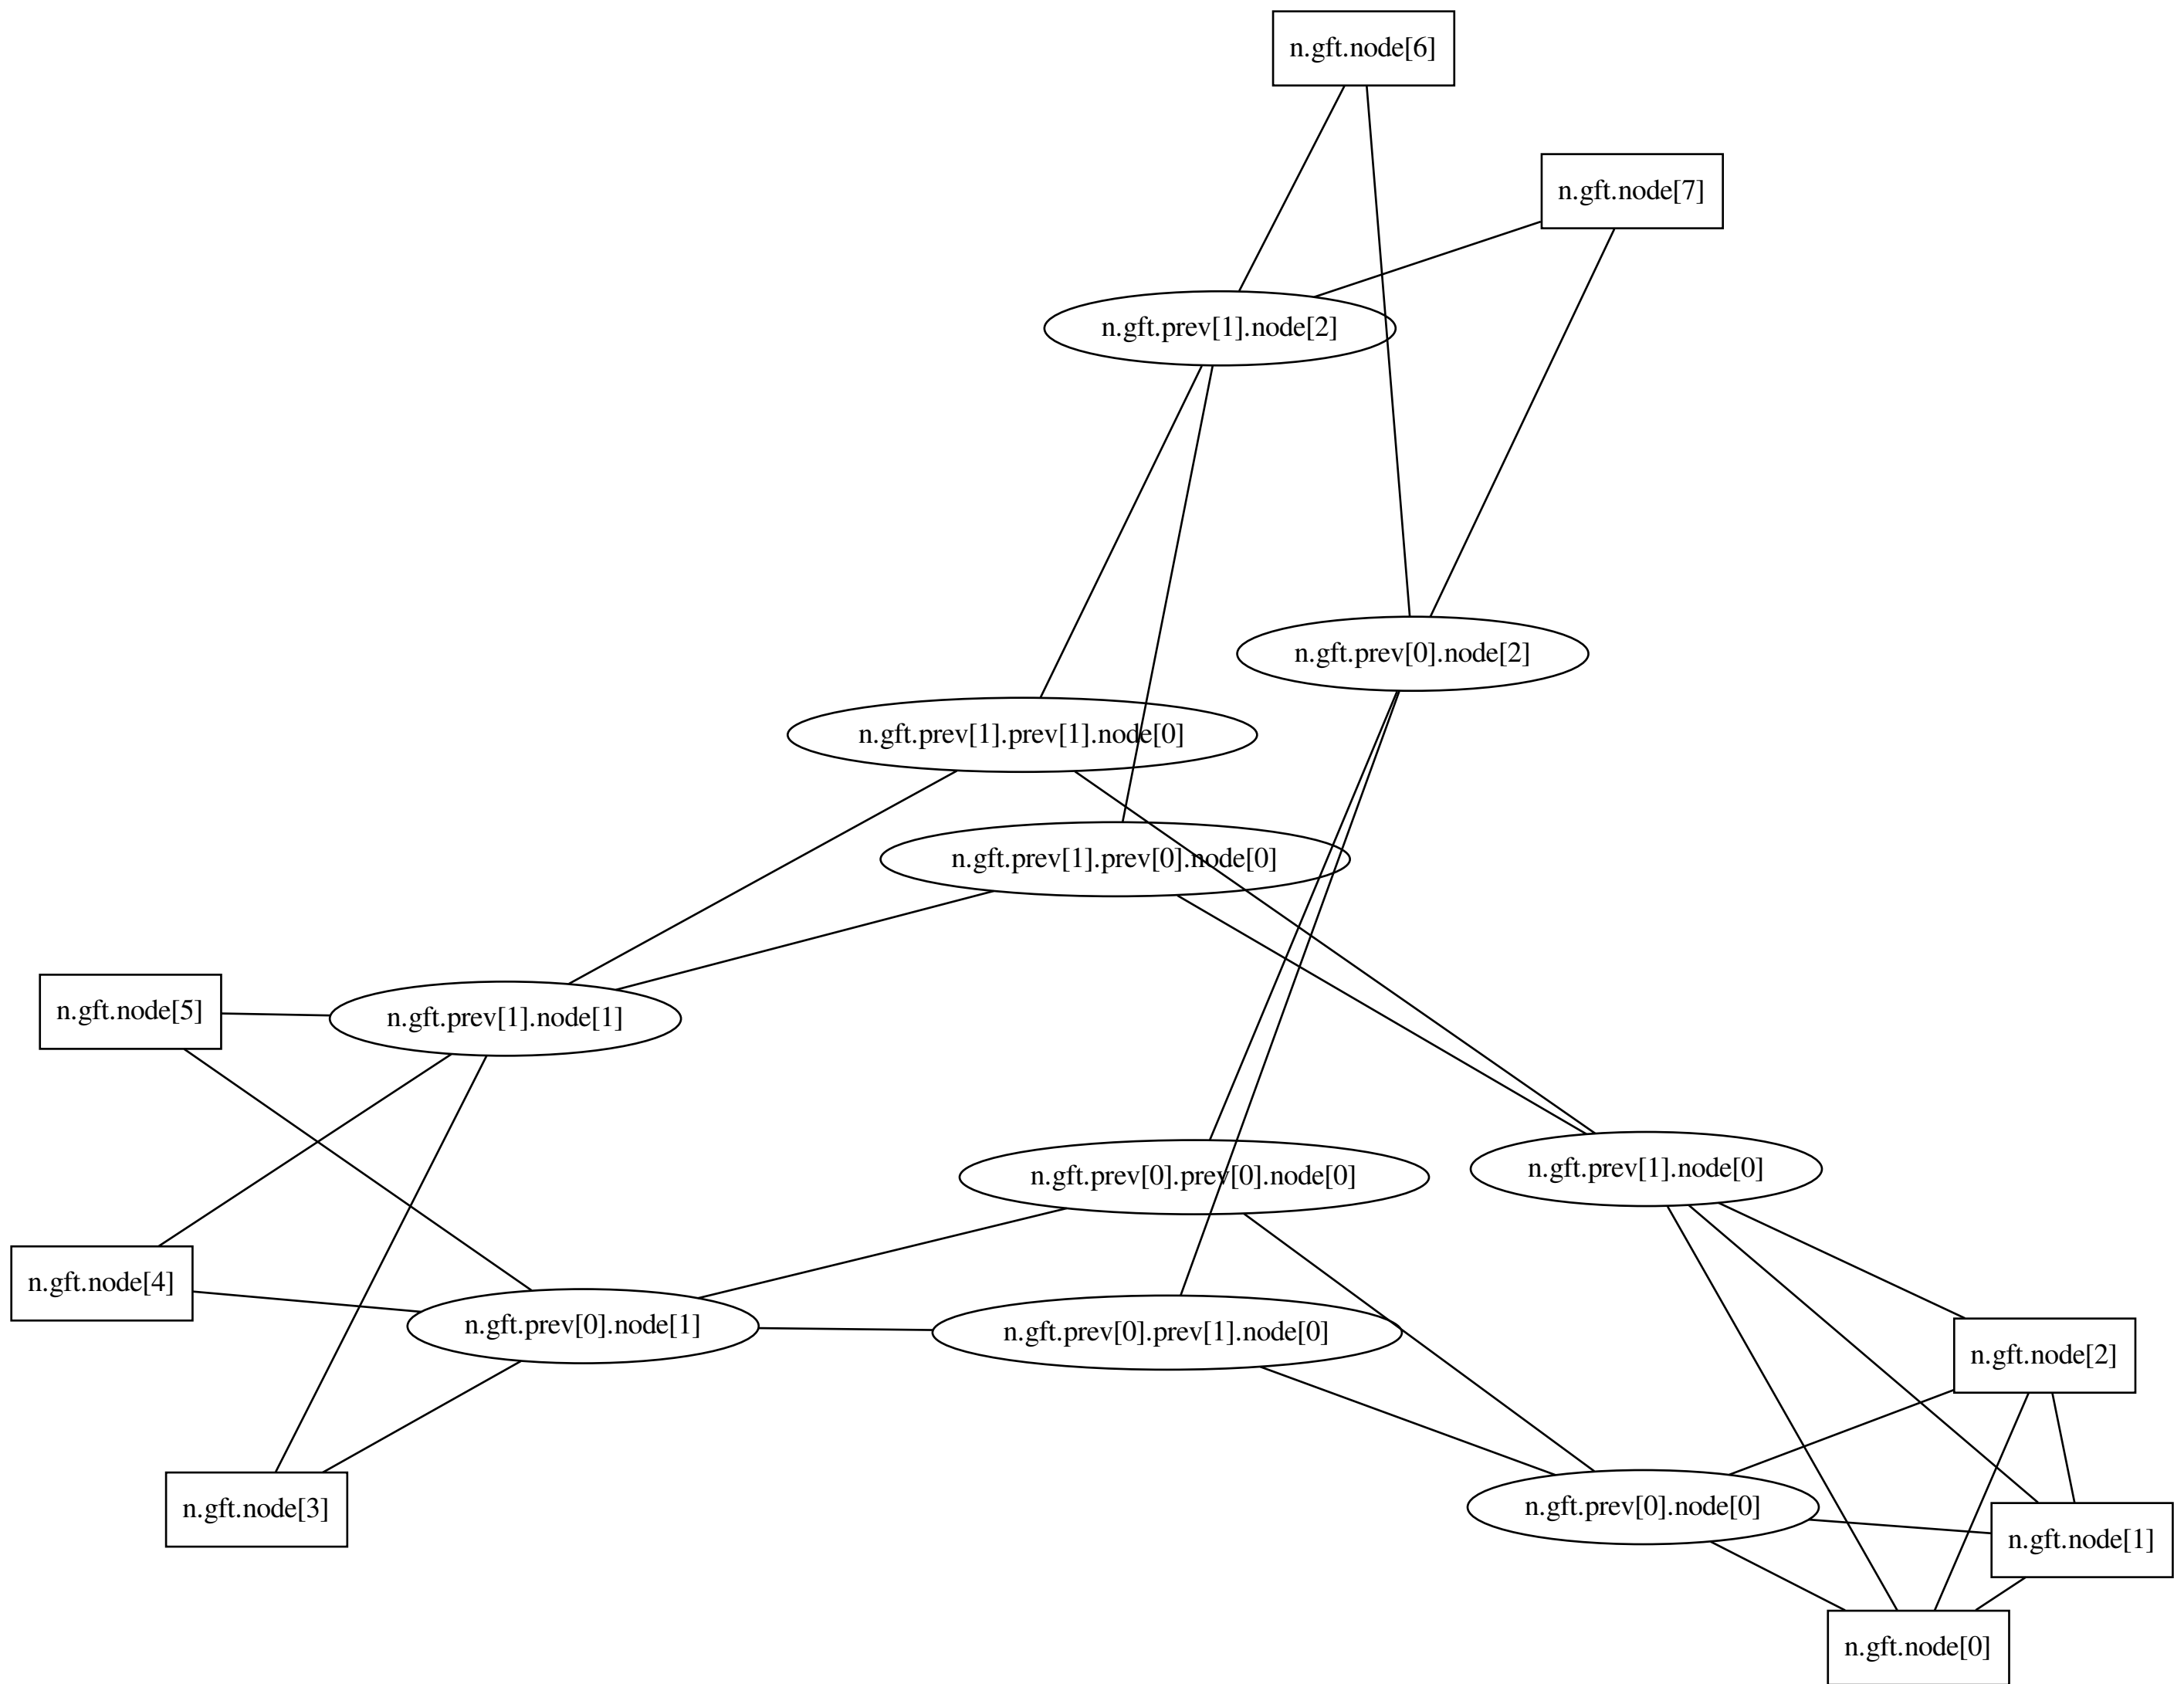 n.gft.node[6]
n.gft.node[7]
n.gft.prev[1].node[2]
n.gft.prev[0].node[2]
n.gft.prev[1].prev[1].node[0]
n.gft.prev[1].prev[0].node[0]
n.gft.node[5]
n.gft.prev[1].node[1]
n.gft.prev[0].prev[0].node[0]
n.gft.prev[1].node[0]
n.gft.node[4]
n.gft.prev[0].node[1]
n.gft.prev[0].prev[1].node[0]
n.gft.node[2]
n.gft.node[3]
n.gft.prev[0].node[0]
n.gft.node[1]
n.gft.node[0]